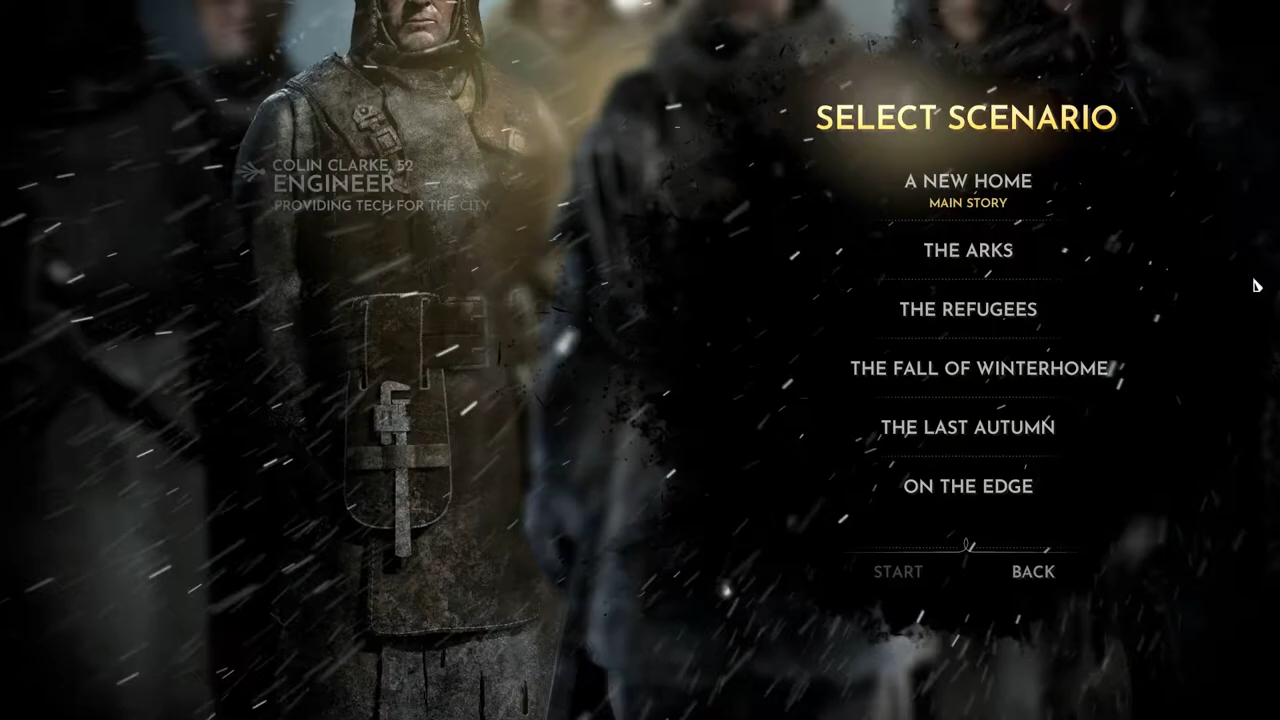 SELECT SCENARIO
COLIN CLARKE, 52
ENGINEER
PROVIDING TECH FOR THE CITY
A NEW HOME
MAIN STORY
THE ARKS
THE REFUGEES
THE FALL OF WINTERHOME
THE LAST AUTUMN
ON THE EDGE
START
BACK